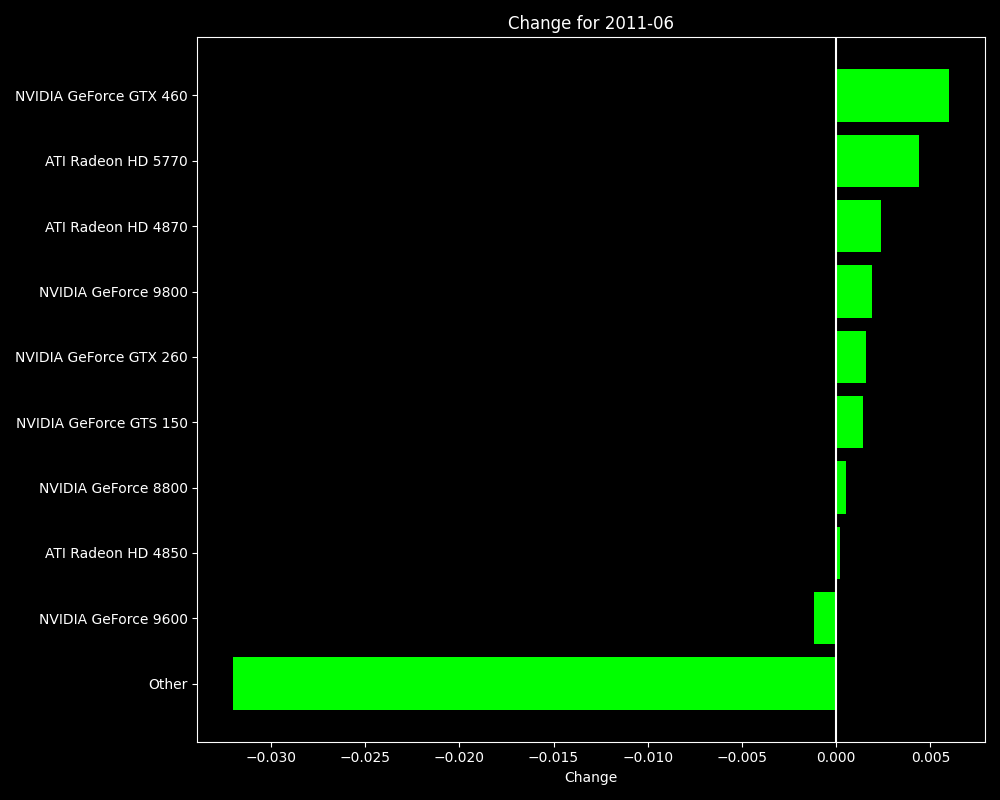 Change for 2011-06
NVIDIA GeForce GTX 460
ATI Radeon HD 5770
ATI Radeon HD 4870
NVIDIA GeForce 9800
NVIDIA GeForce GTX 260
NVIDIA GeForce GTS 150
NVIDIA GeForce 8800
ATI Radeon HD 4850
NVIDIA GeForce 9600
Other
−0.030 −0.025 −0.020 −0.015 −0.010 −0.005 0.000 0.005
Change